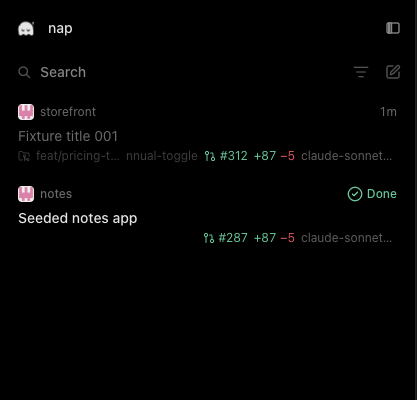 nap
Search
storefront 1m
Fixture title 001
feat/pricing-t... nnual-toggle #312 +87 −5 claude-sonnet...
notes Done
Seeded notes app
#287 +87 −5 claude-sonnet...